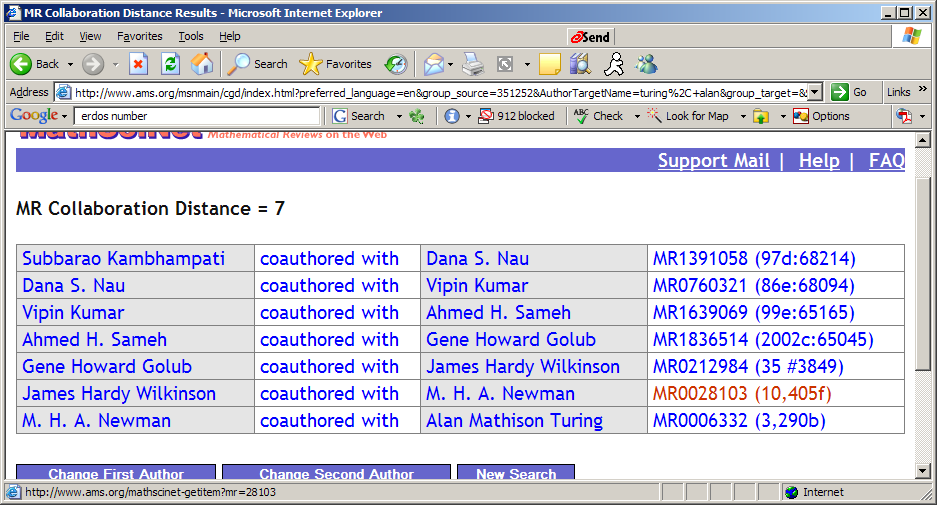 MR Collaboration Distance Results - Microsoft Internet Explorer
File Edit View Favorites Tools Help
eSend
Back Search Favorites
Address http://www.ams.org/msnmain/cgd/index.html?preferred_language=en&group_source=351252&AuthorTargetName=turing%2C+alan&group_target=& Go Links »
Google erdos number Search 912 blocked Check Look for Map Options
MathSciNet Mathematical Reviews on the Web
Support Mail | Help | FAQ
MR Collaboration Distance = 7
Subbarao Kambhampati coauthored with Dana S. Nau MR1391058 (97d:68214)
Dana S. Nau coauthored with Vipin Kumar MR0760321 (86e:68094)
Vipin Kumar coauthored with Ahmed H. Sameh MR1639069 (99e:65165)
Ahmed H. Sameh coauthored with Gene Howard Golub MR1836514 (2002c:65045)
Gene Howard Golub coauthored with James Hardy Wilkinson MR0212984 (35 #3849)
James Hardy Wilkinson coauthored with M. H. A. Newman MR0028103 (10,405f)
M. H. A. Newman coauthored with Alan Mathison Turing MR0006332 (3,290b)
Change First Author Change Second Author New Search
http://www.ams.org/mathscinet-getitem?mr=28103 Internet